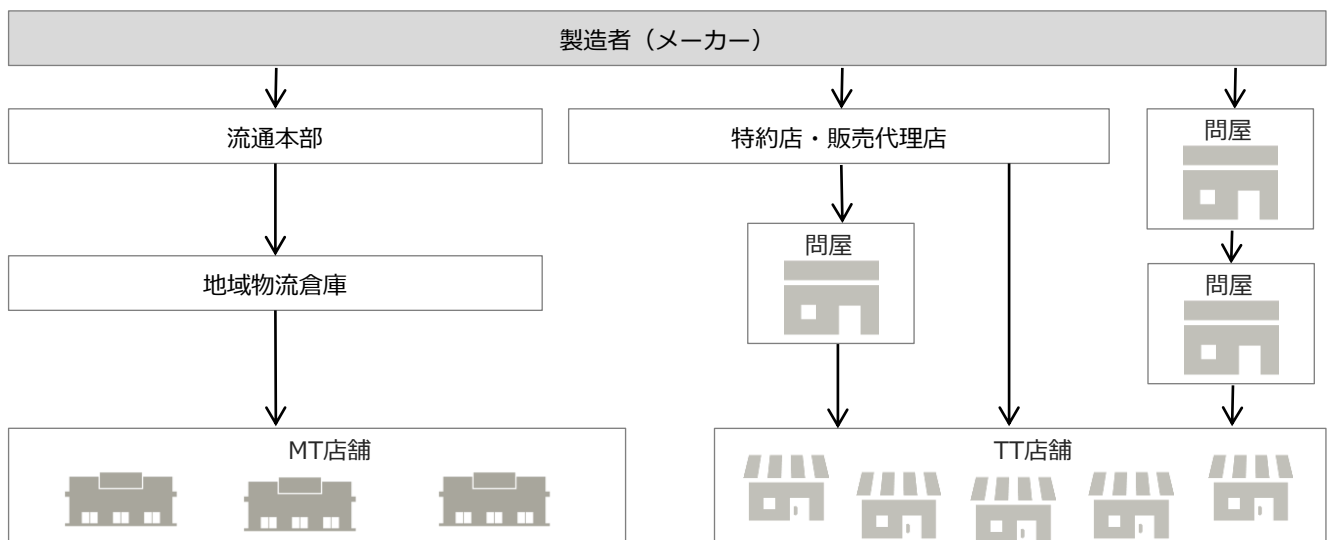 製造者（メーカー）
流通本部
特約店・販売代理店
問屋
問屋
地域物流倉庫
問屋
MT店舗
TT店舗